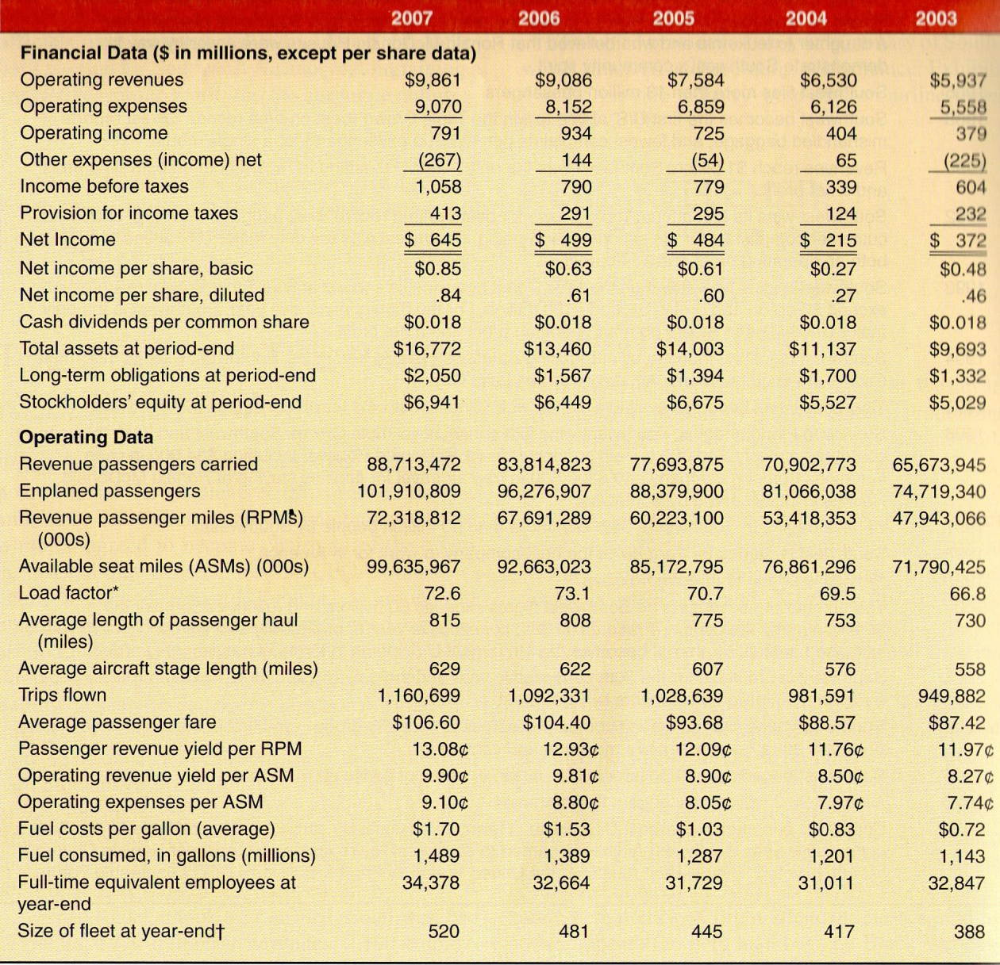 2007 2006 2005 2004 2003
Financial Data ($ in millions, except per share data)
Operating revenues $9,861 $9,086 $7,584 $6,530 $5,937
Operating expenses 9,070 8,152 6,859 6,126 5,558
Operating income 791 934 725 404 379
Other expenses (income) net (267) 144 (54) 65 (225)
Income before taxes 1,058 790 779 339 604
Provision for income taxes 413 291 295 124 232
Net Income $ 645 $ 499 $ 484 $ 215 $ 372
Net income per share, basic $0.85 $0.63 $0.61 $0.27 $0.48
Net income per share, diluted .84 .61 .60 .27 .46
Cash dividends per common share $0.018 $0.018 $0.018 $0.018 $0.018
Total assets at period-end $16,772 $13,460 $14,003 $11,137 $9,693
Long-term obligations at period-end $2,050 $1,567 $1,394 $1,700 $1,332
Stockholders' equity at period-end $6,941 $6,449 $6,675 $5,527 $5,029
Operating Data
Revenue passengers carried 88,713,472 83,814,823 77,693,875 70,902,773 65,673,945
Enplaned passengers 101,910,809 96,276,907 88,379,900 81,066,038 74,719,340
Revenue passenger miles (RPMs) 72,318,812 67,691,289 60,223,100 53,418,353 47,943,066
(000s)
Available seat miles (ASMs) (000s) 99,635,967 92,663,023 85,172,795 76,861,296 71,790,425
Load factor* 72.6 73.1 70.7 69.5 66.8
Average length of passenger haul 815 808 775 753 730
(miles)
Average aircraft stage length (miles) 629 622 607 576 558
Trips flown 1,160,699 1,092,331 1,028,639 981,591 949,882
Average passenger fare $106.60 $104.40 $93.68 $88.57 $87.42
Passenger revenue yield per RPM 13.08¢ 12.93¢ 12.09¢ 11.76¢ 11.97¢
Operating revenue yield per ASM 9.90¢ 9.81¢ 8.90¢ 8.50¢ 8.27¢
Operating expenses per ASM 9.10¢ 8.80¢ 8.05¢ 7.97¢ 7.74¢
Fuel costs per gallon (average) $1.70 $1.53 $1.03 $0.83 $0.72
Fuel consumed, in gallons (millions) 1,489 1,389 1,287 1,201 1,143
Full-time equivalent employees at 34,378 32,664 31,729 31,011 32,847
year-end
Size of fleet at year-end† 520 481 445 417 388